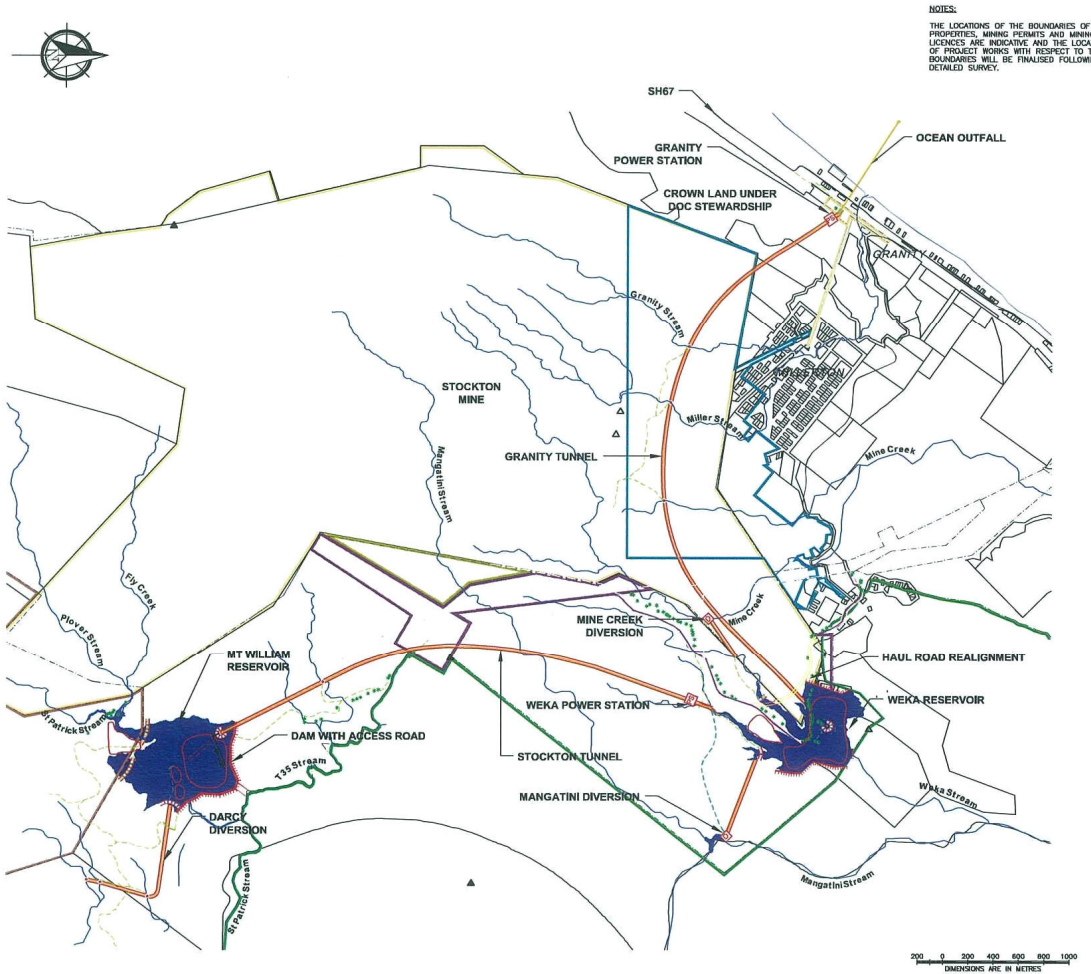 NOTES:
THE LOCATIONS OF THE BOUNDARIES OF
PROPERTIES, MINING PERMITS AND MINING
LICENCES ARE INDICATIVE AND THE LOCA
OF PROJECT WORKS WITH RESPECT TO T
BOUNDARIES WILL BE FINALISED FOLLOWI
DETAILED SURVEY.
N
SH67
OCEAN OUTFALL
GRANITY
POWER STATION
CROWN LAND UNDER
DOC STEWARDSHIP
GRANITY
Granity Stream
MILLERTON
STOCKTON
MINE
Miller Stream
Mangatini Stream
GRANITY TUNNEL
Mine Creek
Fly Creek
Plover Stream
MINE CREEK
DIVERSION
Mine Creek
MT WILLIAM
RESERVOIR
HAUL ROAD REALIGNMENT
WEKA POWER STATION
WEKA RESERVOIR
St Patrick Stream
DAM WITH ACCESS ROAD
STOCKTON TUNNEL
T35 Stream
MANGATINI DIVERSION
Weka Stream
DARCY
DIVERSION
Mangatini Stream
St Patrick Stream
200 0 200 400 600 800 1000
DIMENSIONS ARE IN METRES